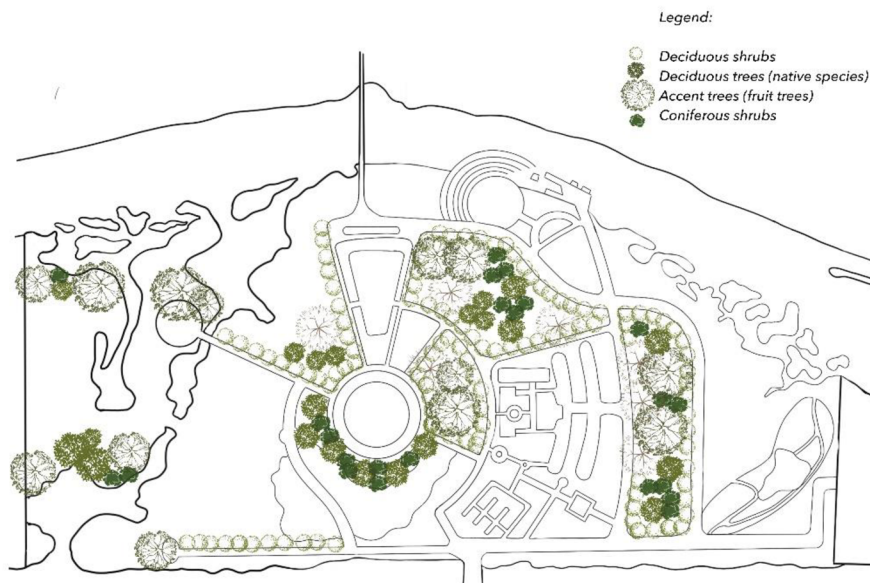 Legend:
Deciduous shrubs
Deciduous trees (native species)
Accent trees (fruit trees)
Coniferous shrubs